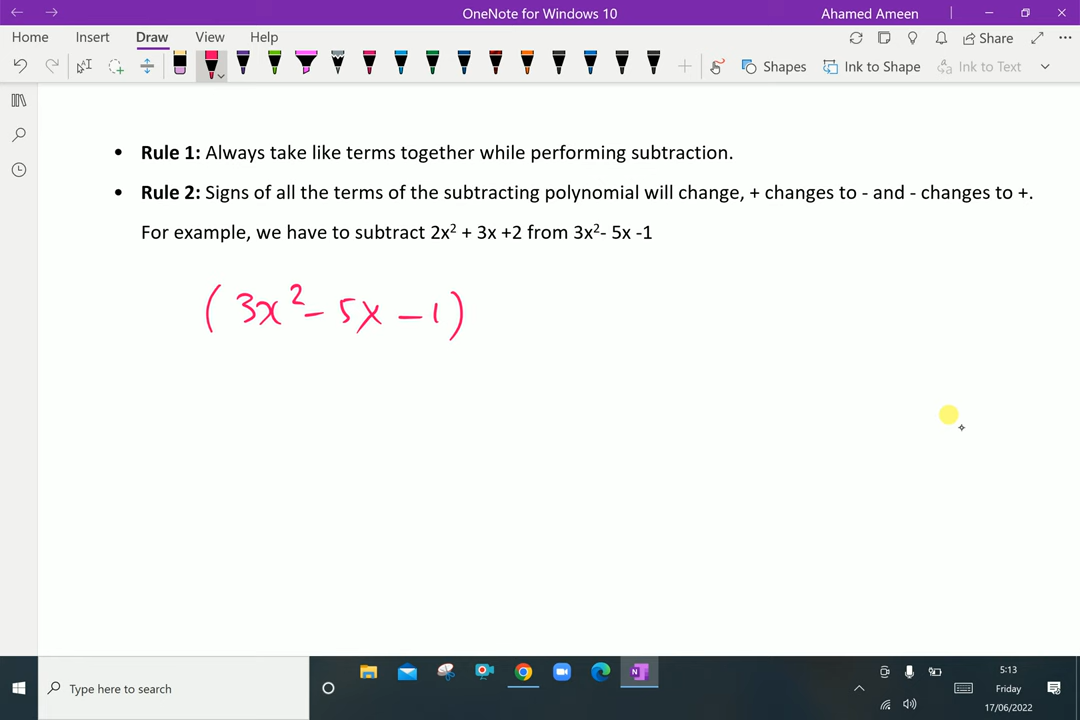 OneNote for Windows 10
Ahamed Ameen
Home Insert Draw View Help
Share
Shapes Ink to Shape Ink to Text
• Rule 1: Always take like terms together while performing subtraction.
• Rule 2: Signs of all the terms of the subtracting polynomial will change, + changes to - and - changes to +.
For example, we have to subtract 2x² + 3x +2 from 3x²- 5x -1
(3x² - 5x - 1)
Type here to search
5:13
Friday
17/06/2022